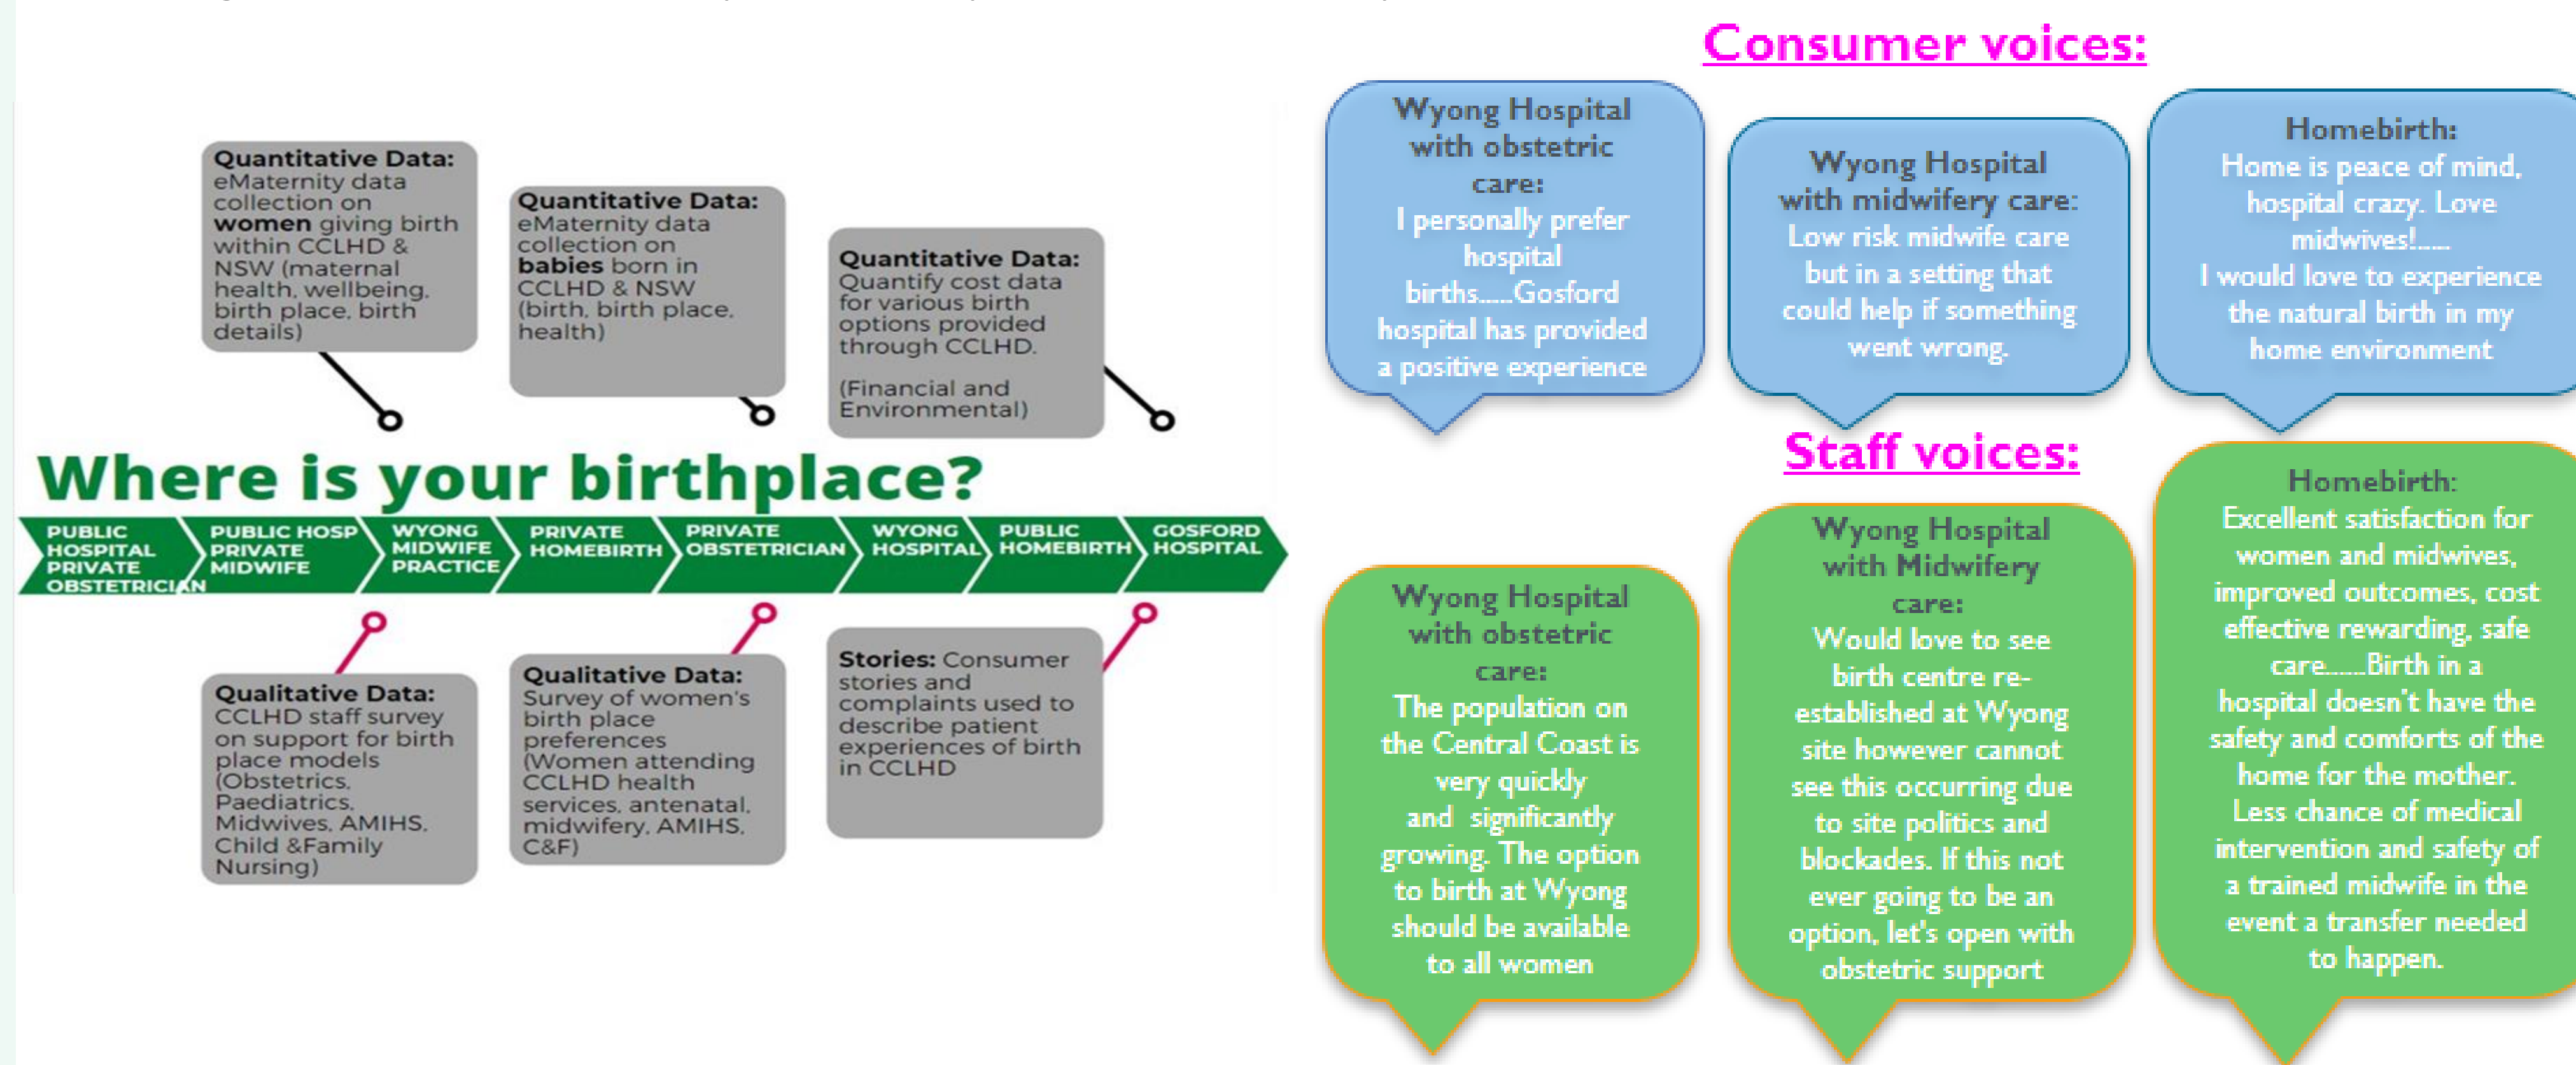 Quantitative Data:
eMaternity data
collection on
women giving birth
within CCLHD &
NSW (maternal
health, wellbeing,
birth place, birth
details)
Quantitative Data:
eMaternity data
collection on
babies born in
CCLHD & NSW
(birth, birth place,
health)
Quantitative Data:
Quantify cost data
for various birth
options provided
through CCLHD.
(Financial and
Environmental)
Where is your birthplace?
PUBLIC
HOSPITAL
PRIVATE
OBSTETRICIAN
PUBLIC HOSP
PRIVATE
MIDWIFE
WYONG
MIDWIFE
PRACTICE
PRIVATE
HOMEBIRTH
PRIVATE
OBSTETRICIAN
WYONG
HOSPITAL
PUBLIC
HOMEBIRTH
GOSFORD
HOSPITAL
Qualitative Data:
CCLHD staff survey
on support for birth
place models
(Obstetrics,
Paediatrics,
Midwives, AMIHS,
Child &Family
Nursing)
Qualitative Data:
Survey of women's
birth place
preferences
(Women attending
CCLHD health
services, antenatal,
midwifery, AMIHS,
C&F)
Stories: Consumer
stories and
complaints used to
describe patient
experiences of birth
in CCLHD
Consumer voices:
Wyong Hospital
with obstetric
care:
I personally prefer
hospital
births.....Gosford
hospital has provided
a positive experience
Wyong Hospital
with midwifery care:
Low risk midwife care
but in a setting that
could help if something
went wrong.
Homebirth:
Home is peace of mind,
hospital crazy. Love
midwives!......
I would love to experience
the natural birth in my
home environment
Staff voices:
Wyong Hospital
with obstetric
care:
The population on
the Central Coast is
very quickly
and significantly
growing. The option
to birth at Wyong
should be available
to all women
Wyong Hospital
with Midwifery
care:
Would love to see
birth centre re-
established at Wyong
site however cannot
see this occurring due
to site politics and
blockades. If this not
ever going to be an
option, let's open with
obstetric support
Homebirth:
Excellent satisfaction for
women and midwives,
improved outcomes, cost
effective rewarding, safe
care.......Birth in a
hospital doesn't have the
safety and comforts of the
home for the mother.
Less chance of medical
intervention and safety of
a trained midwife in the
event a transfer needed
to happen.